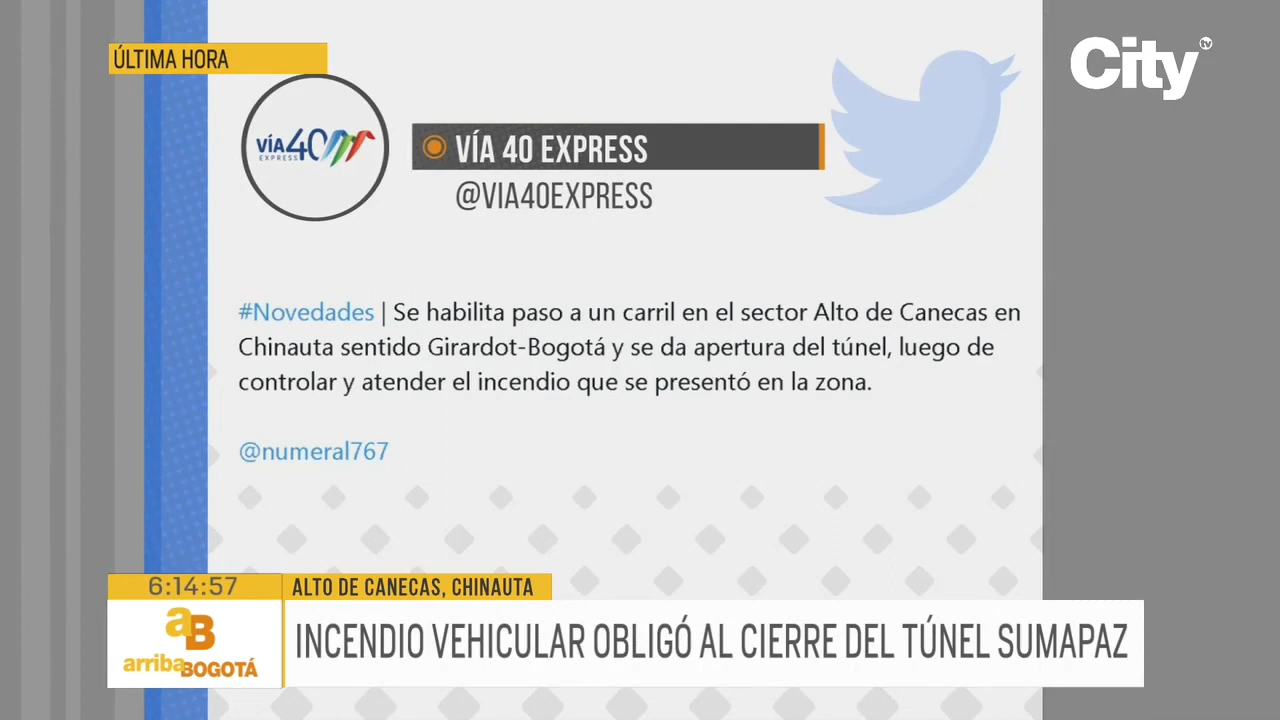 ÚLTIMA HORA
City tv
VÍA 40
EXPRESS
VÍA 40 EXPRESS
@VIA40EXPRESS
#Novedades | Se habilita paso a un carril en el sector Alto de Canecas en
Chinauta sentido Girardot-Bogotá y se da apertura del túnel, luego de
controlar y atender el incendio que se presentó en la zona.
@numeral767
6:14:57
ALTO DE CANECAS, CHINAUTA
aB
arriba BOGOTÁ
INCENDIO VEHICULAR OBLIGÓ AL CIERRE DEL TÚNEL SUMAPAZ